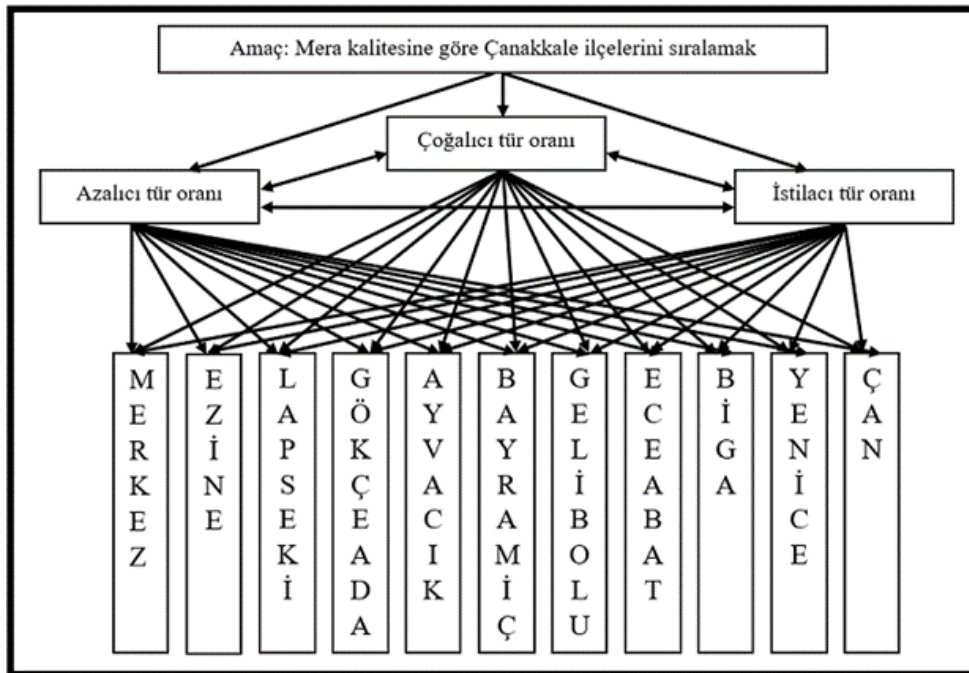 Amaç: Mera kalitesine göre Çanakkale ilçelerini sıralamak
Çoğalıcı tür oranı
Azalıcı tür oranı
İstilacı tür oranı
MERKEZ
EZİNE
LAPSEKİ
GÖKÇEADA
AYVACIK
BAYRAMİÇ
GELİBOLU
ECEABAT
BİGA
YENİCE
ÇAN